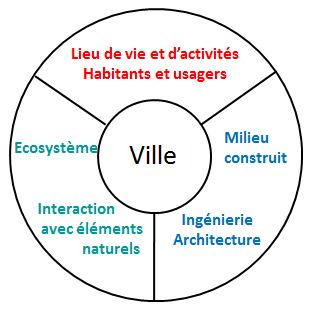 Lieu de vie et d’activités
Habitants et usagers
Ecosystème
Interaction
avec éléments
naturels
Ville
Milieu
construit
Ingénierie
Architecture